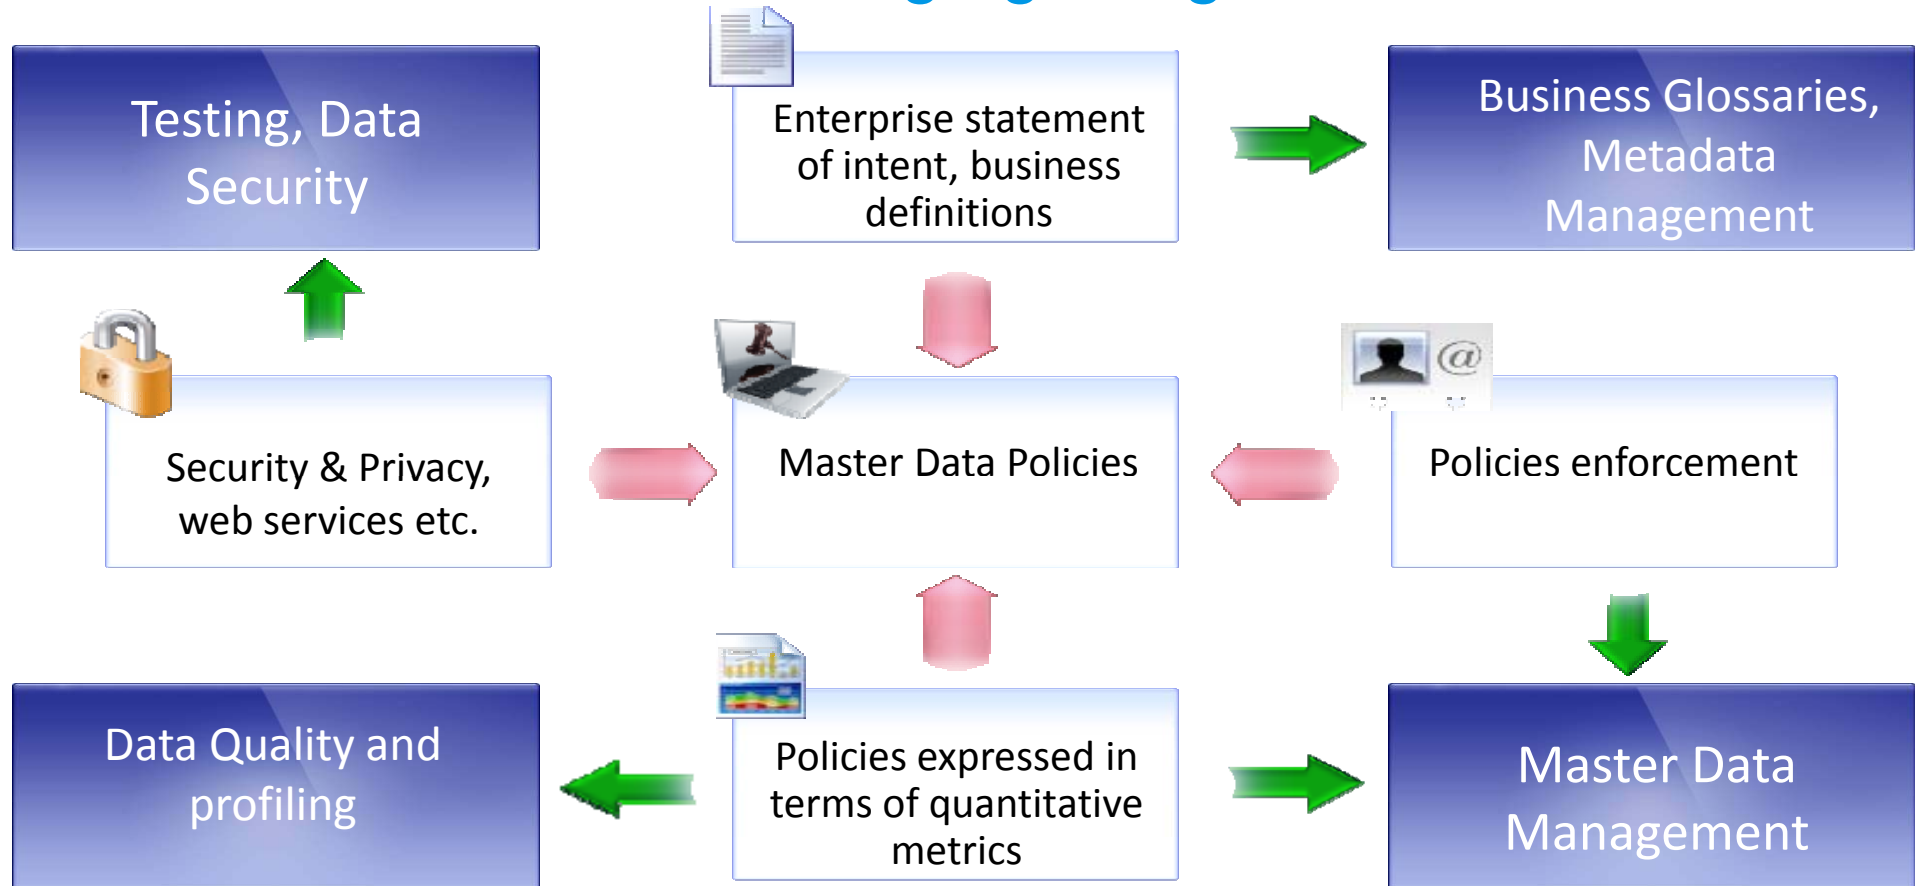 Testing, Data
Security
Enterprise statement
of intent, business
definitions
Business Glossaries,
Metadata
Management
Security & Privacy,
web services etc.
Master Data Policies
@
Policies enforcement
Data Quality and
profiling
Policies expressed in
terms of quantitative
metrics
Master Data
Management